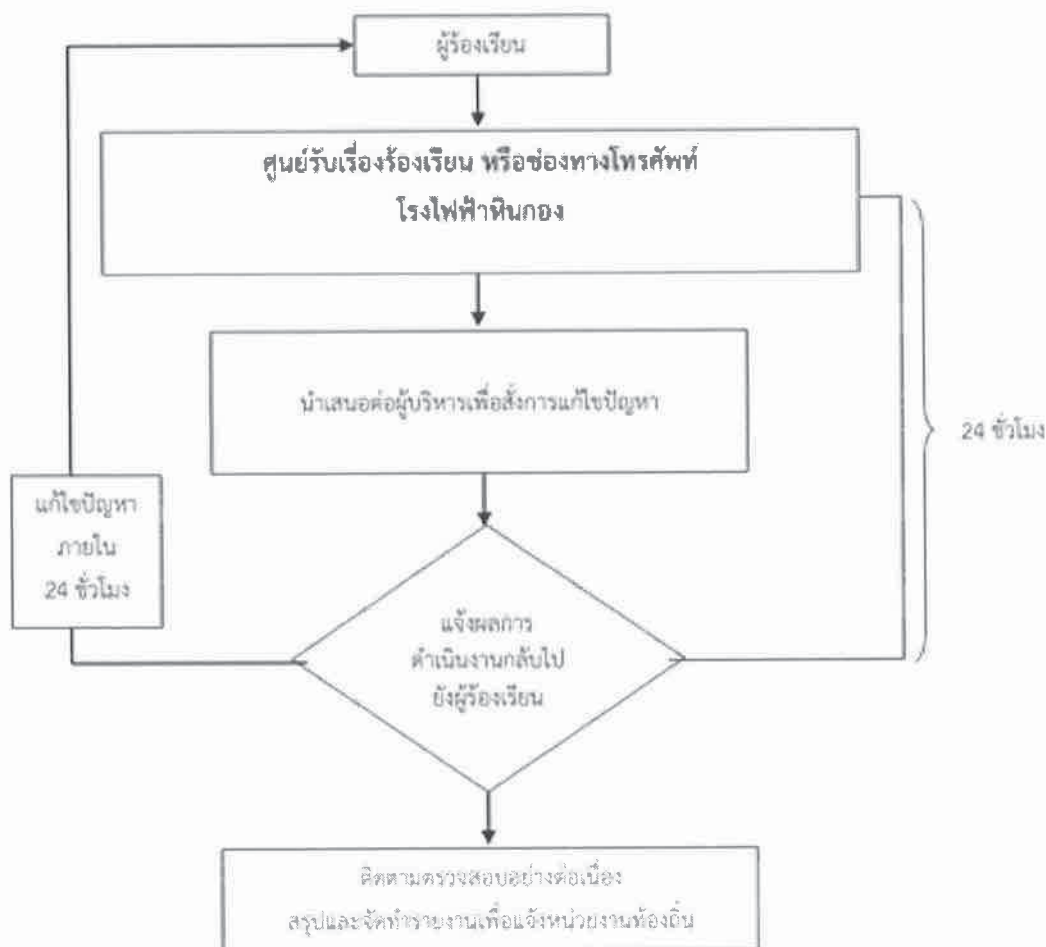 ผู้ร้องเรียน
ศูนย์รับเรื่องร้องเรียน หรือช่องทางโทรศัพท์
โรงไฟฟ้าหินกอง
นำเสนอต่อผู้บริหารเพื่อสั่งการแก้ไขปัญหา
24 ชั่วโมง
แก้ไขปัญหา
ภายใน
24 ชั่วโมง
แจ้งผลการ
ดำเนินงานกลับไป
ยังผู้ร้องเรียน
ติดตามตรวจสอบอย่างต่อเนื่อง
สรุปและจัดทำรายงานเพื่อแจ้งหน่วยงานท้องถิ่น